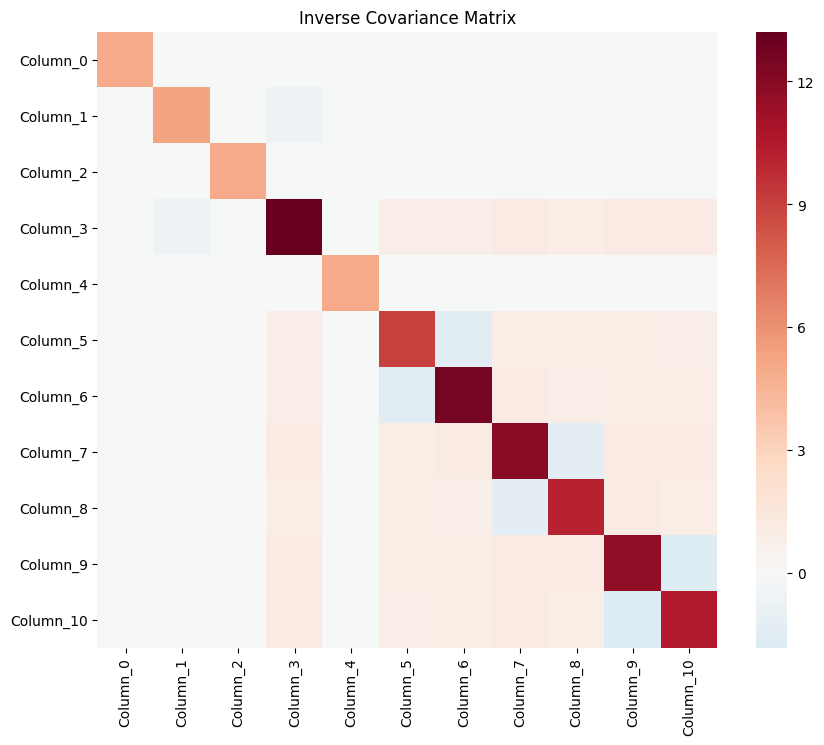 Inverse Covariance Matrix
Column_0
Column_1
Column_2
Column_3
Column_4
Column_5
Column_6
Column_7
Column_8
Column_9
Column_10
Column_0
Column_1
Column_2
Column_3
Column_4
Column_5
Column_6
Column_7
Column_8
Column_9
Column_10
12
9
6
3
0